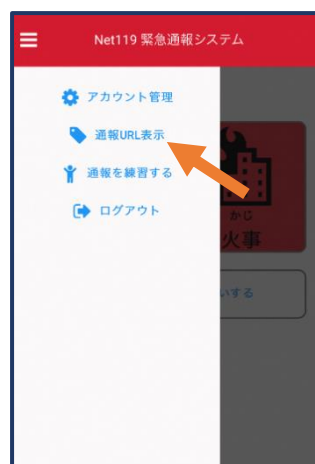 Net119 緊急通報システム
アカウント管理
通報URL表示
通報を練習する
ログアウト
かじ
火事
いする